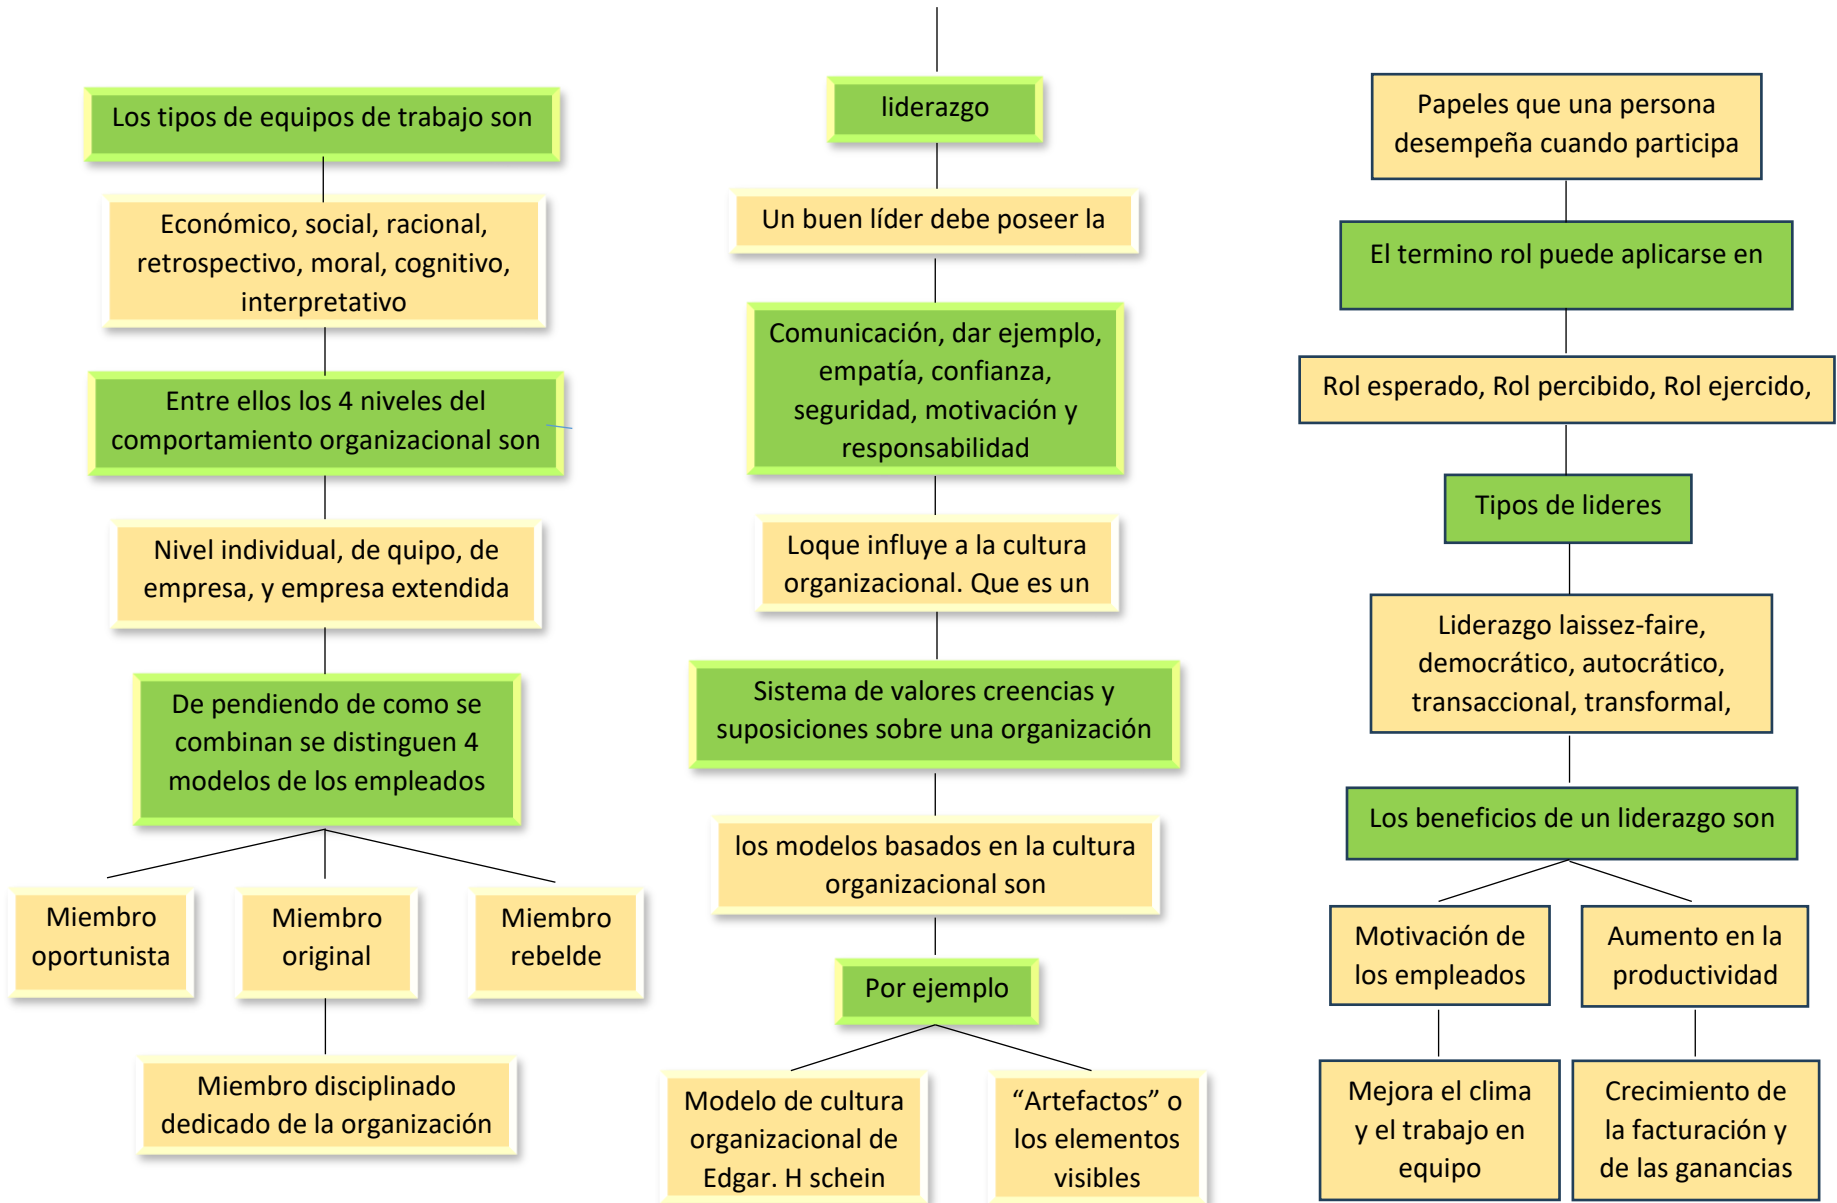 Los tipos de equipos de trabajo son
Económico, social, racional,
retrospectivo, moral, cognitivo,
interpretativo
Entre ellos los 4 niveles del
comportamiento organizacional son
Nivel individual, de quipo, de
empresa, y empresa extendida
De pendiendo de como se
combinan se distinguen 4
modelos de los empleados
Miembro
oportunista
Miembro
original
Miembro
rebelde
Miembro disciplinado
dedicado de la organización
liderazgo
Un buen líder debe poseer la
Comunicación, dar ejemplo,
empatía, confianza,
seguridad, motivación y
responsabilidad
Loque influye a la cultura
organizacional. Que es un
Sistema de valores creencias y
suposiciones sobre una organización
los modelos basados en la cultura
organizacional son
Por ejemplo
Modelo de cultura
organizacional de
Edgar. H schein
“Artefactos” o
los elementos
visibles
Papeles que una persona
desempeña cuando participa
El termino rol puede aplicarse en
Rol esperado, Rol percibido, Rol ejercido,
Tipos de lideres
Liderazgo laissez-faire,
democrático, autocrático,
transaccional, transformal,
Los beneficios de un liderazgo son
Motivación de
los empleados
Aumento en la
productividad
Mejora el clima
y el trabajo en
equipo
Crecimiento de
la facturación y
de las ganancias